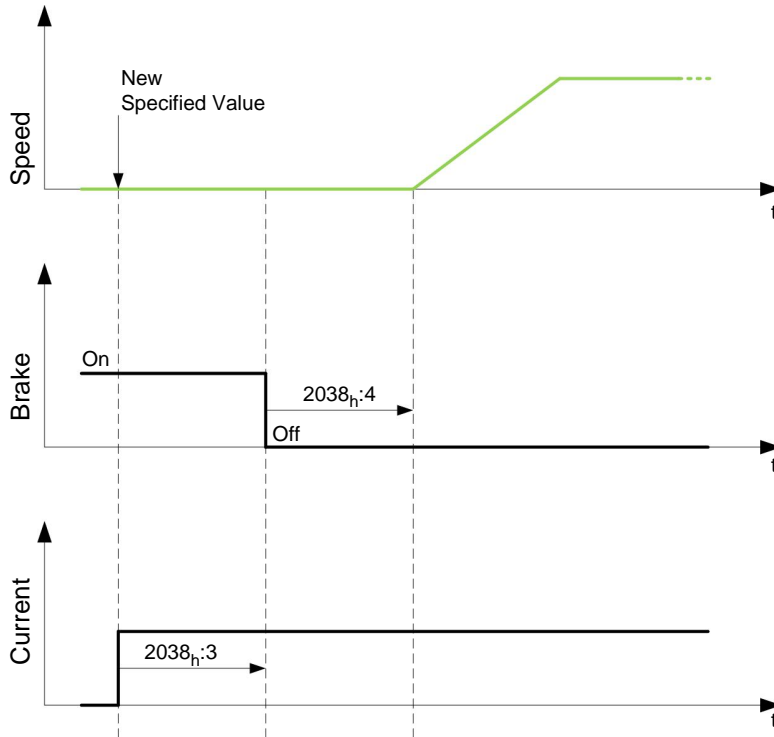 Speed
New
Specified Value
t
Brake
On
2038h:4
Off
t
Current
2038h:3
t